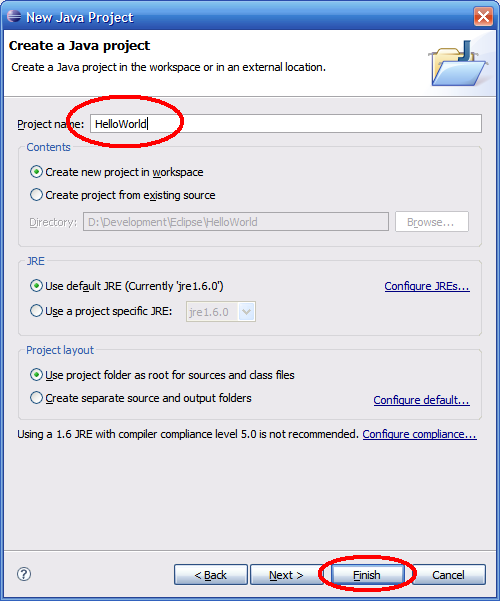 New Java Project
Create a Java project
Create a Java project in the workspace or in an external location.
Project name: HelloWorld
Contents
Create new project in workspace
Create project from existing source
Directory: D:\Development\Eclipse\HelloWorld Browse...
JRE
Use default JRE (Currently 'jre1.6.0') Configure JREs...
Use a project specific JRE: jre1.6.0
Project layout
Use project folder as root for sources and class files
Create separate source and output folders Configure default...
Using a 1.6 JRE with compiler compliance level 5.0 is not recommended. Configure compliance...
? < Back Next > Finish Cancel